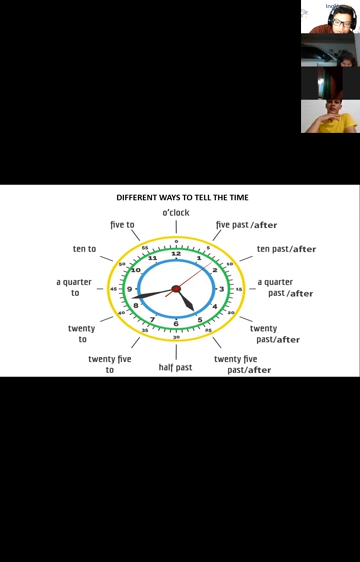 DIFFERENT WAYS TO TELL THE TIME
o'clock
five to
five past/after
ten to
ten past/after
a quarter
to
a quarter
past/after
twenty
to
twenty
past/after
twenty five
to
half past
twenty five
past/after
0
5
10
15
20
25
30
40
45
50
55
12
1
2
3
4
5
6
7
8
9
10
11